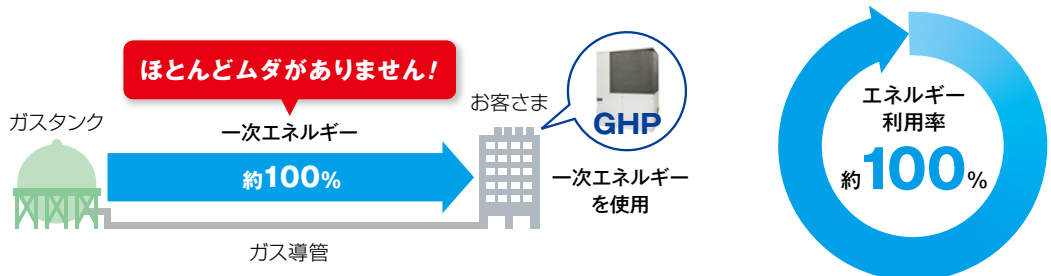 ほとんどムダがありません!
ガスタンク
一次エネルギー
約100%
お客さま
GHP
一次エネルギー
を使用
ガス導管
エネルギー
利用率
約100%